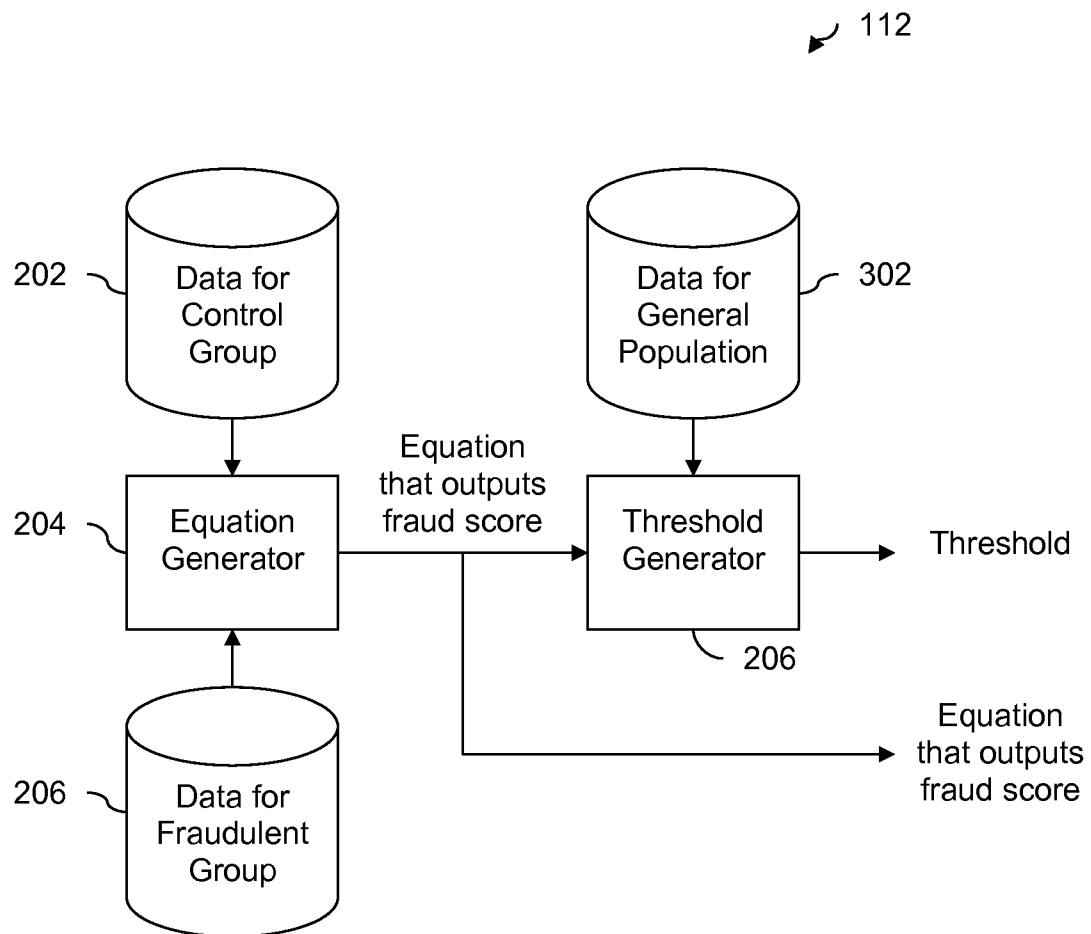 112
202
Data for
Control
Group
302
Data for
General
Population
Equation
that outputs
fraud score
204
Equation
Generator
Threshold
Generator
Threshold
206
206
Data for
Fraudulent
Group
Equation
that outputs
fraud score